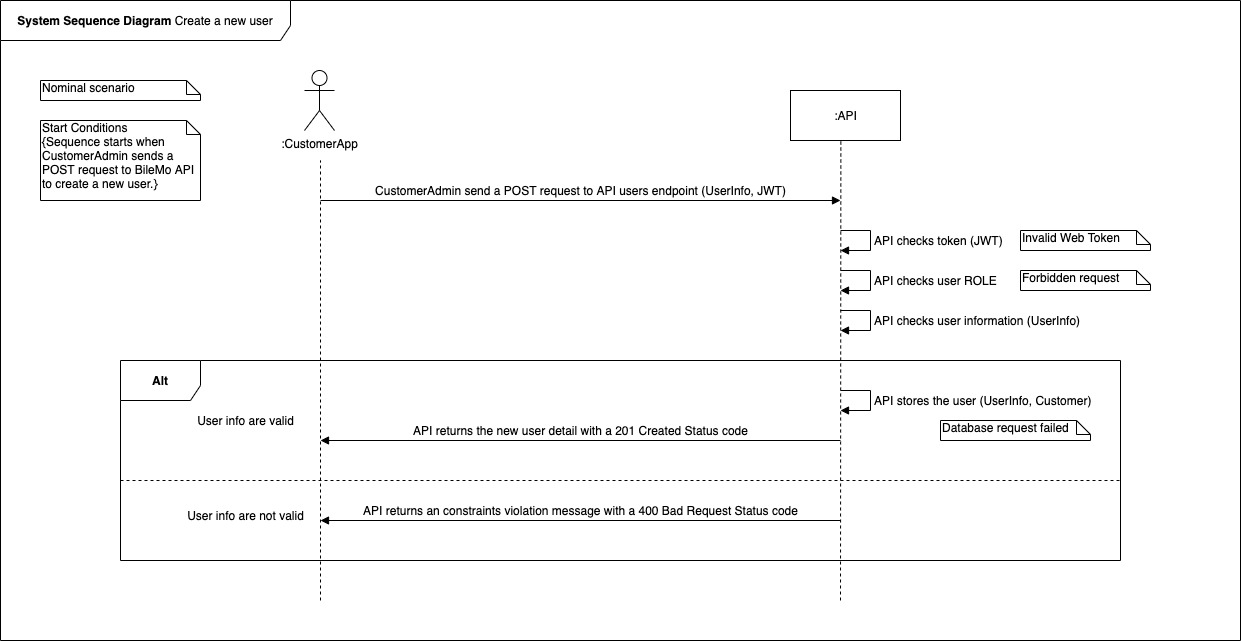 System Sequence Diagram Create a new user
Nominal scenario
Start Conditions
{Sequence starts when
CustomerAdmin sends a
POST request to BileMo API
to create a new user.}
:CustomerApp
:API
CustomerAdmin send a POST request to API users endpoint (UserInfo, JWT)
API checks token (JWT)
Invalid Web Token
API checks user ROLE
Forbidden request
API checks user information (UserInfo)
Alt
API stores the user (UserInfo, Customer)
User info are valid
API returns the new user detail with a 201 Created Status code
Database request failed
User info are not valid
API returns an constraints violation message with a 400 Bad Request Status code